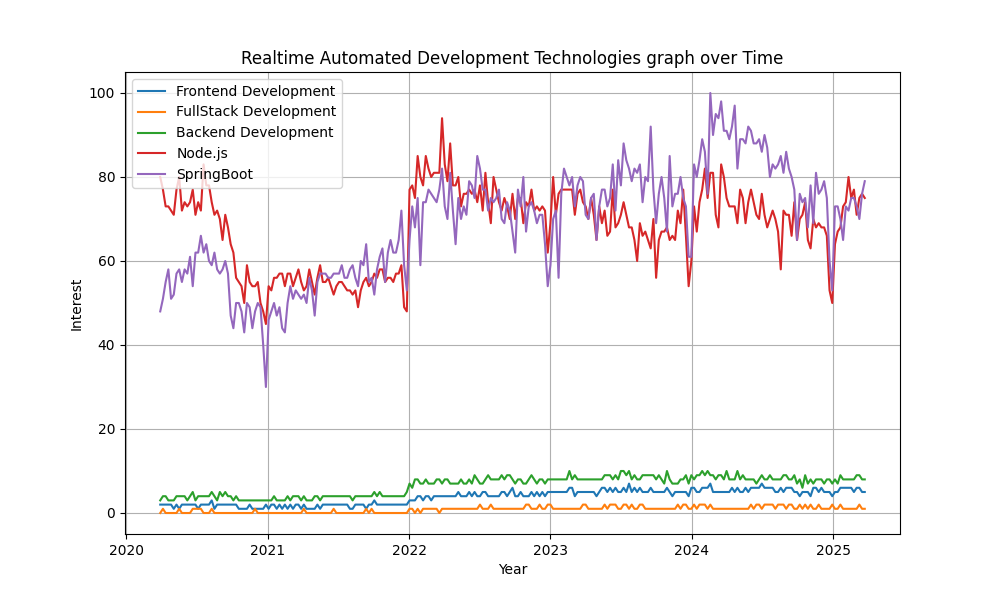 Realtime Automated Development Technologies graph over Time
Frontend Development
FullStack Development
Backend Development
Node.js
SpringBoot
100
80
60
40
20
0
Interest
2020
2021
2022
2023
2024
2025
Year